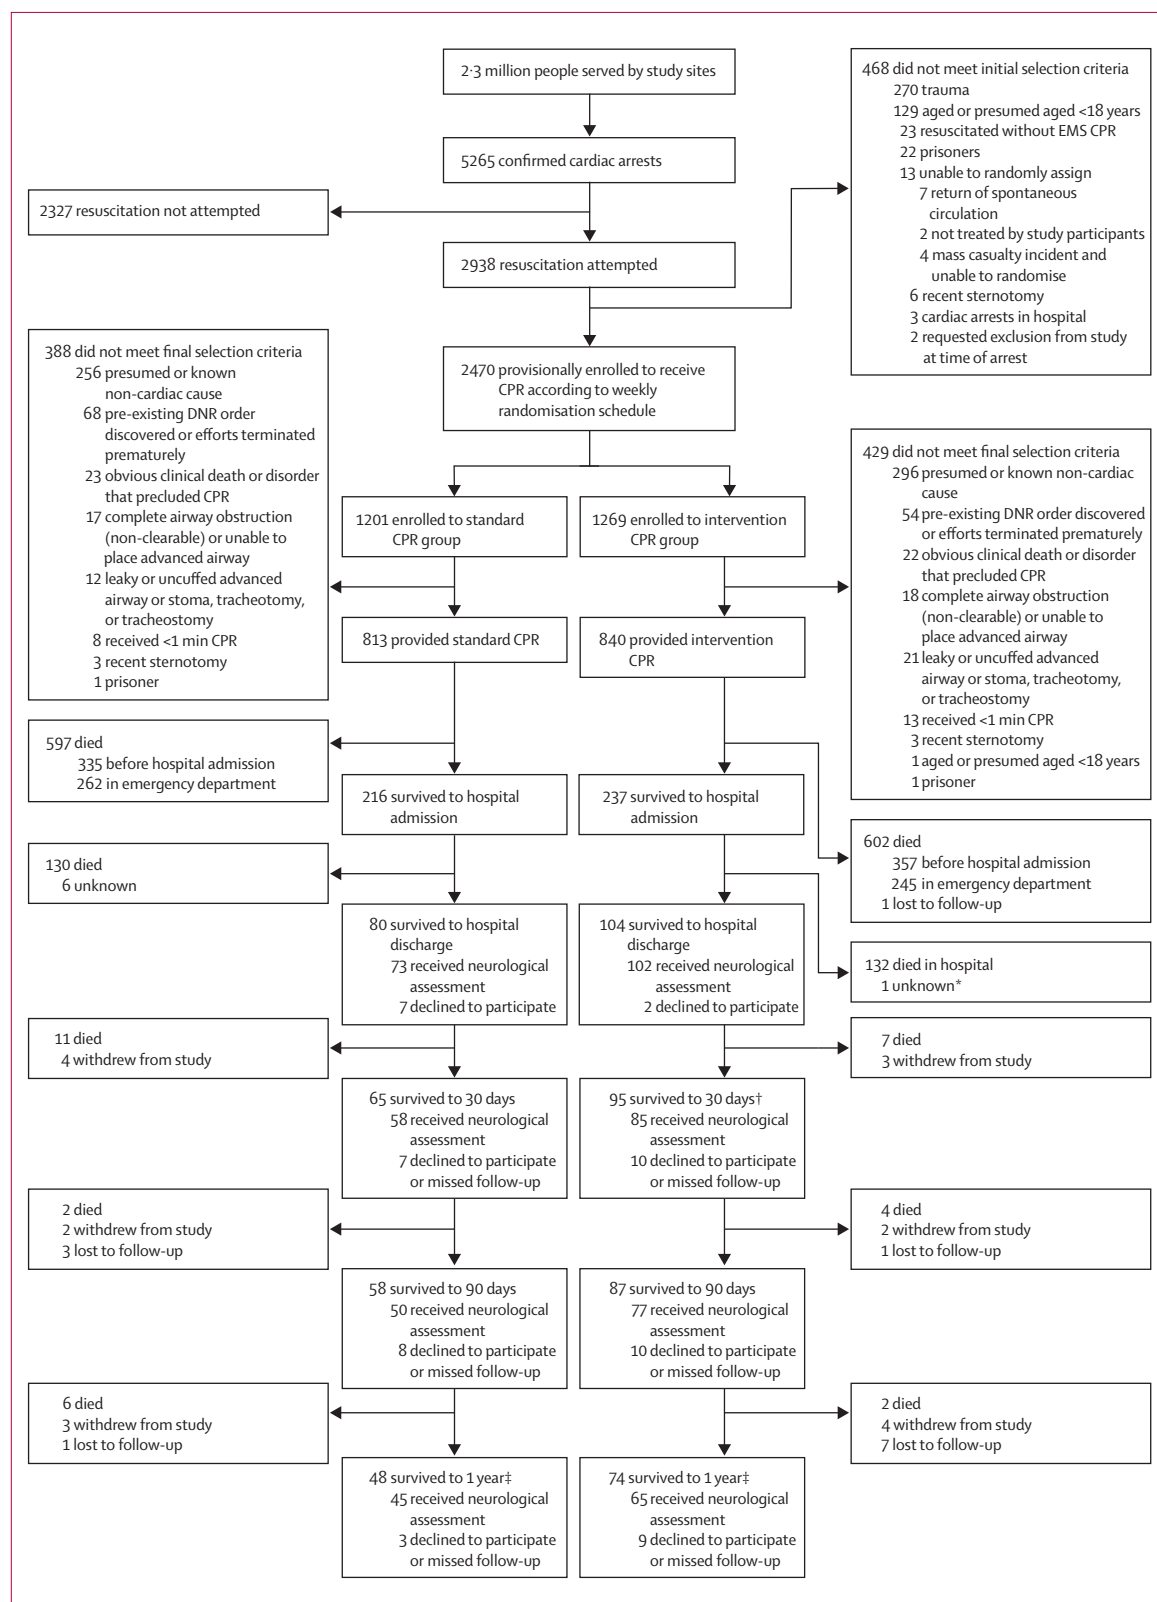 2·3 million people served by study sites
468 did not meet initial selection criteria
270 trauma
129 aged or presumed aged <18 years
23 resuscitated without EMS CPR
22 prisoners
13 unable to randomly assign
7 return of spontaneous
circulation
2 not treated by study participants
4 mass casualty incident and
unable to randomise
6 recent sternotomy
3 cardiac arrests in hospital
2 requested exclusion from study
at time of arrest
5265 confirmed cardiac arrests
2327 resuscitation not attempted
2938 resuscitation attempted
388 did not meet final selection criteria
256 presumed or known
non-cardiac cause
68 pre-existing DNR order
discovered or efforts terminated
prematurely
23 obvious clinical death or disorder
that precluded CPR
17 complete airway obstruction
(non-clearable) or unable to
place advanced airway
12 leaky or uncuffed advanced
airway or stoma, tracheotomy,
or tracheostomy
8 received <1 min CPR
3 recent sternotomy
1 prisoner
2470 provisionally enrolled to receive
CPR according to weekly
randomisation schedule
429 did not meet final selection criteria
296 presumed or known non-cardiac
cause
54 pre-existing DNR order discovered
or efforts terminated prematurely
22 obvious clinical death or disorder
that precluded CPR
18 complete airway obstruction
(non-clearable) or unable to
place advanced airway
21 leaky or uncuffed advanced
airway or stoma, tracheotomy,
or tracheostomy
13 received <1 min CPR
3 recent sternotomy
1 aged or presumed aged <18 years
1 prisoner
1201 enrolled to standard
CPR group
1269 enrolled to intervention
CPR group
813 provided standard CPR
840 provided intervention
CPR
597 died
335 before hospital admission
262 in emergency department
216 survived to hospital
admission
237 survived to hospital
admission
602 died
357 before hospital admission
245 in emergency department
1 lost to follow-up
130 died
6 unknown
80 survived to hospital
discharge
73 received neurological
assessment
7 declined to participate
104 survived to hospital
discharge
102 received neurological
assessment
2 declined to participate
132 died in hospital
1 unknown*
11 died
4 withdrew from study
7 died
3 withdrew from study
65 survived to 30 days
58 received neurological
assessment
7 declined to participate
or missed follow-up
95 survived to 30 days†
85 received neurological
assessment
10 declined to participate
or missed follow-up
2 died
2 withdrew from study
3 lost to follow-up
4 died
2 withdrew from study
1 lost to follow-up
58 survived to 90 days
50 received neurological
assessment
8 declined to participate
or missed follow-up
87 survived to 90 days
77 received neurological
assessment
10 declined to participate
or missed follow-up
6 died
3 withdrew from study
1 lost to follow-up
2 died
4 withdrew from study
7 lost to follow-up
48 survived to 1 year‡
45 received neurological
assessment
3 declined to participate
or missed follow-up
74 survived to 1 year‡
65 received neurological
assessment
9 declined to participate
or missed follow-up